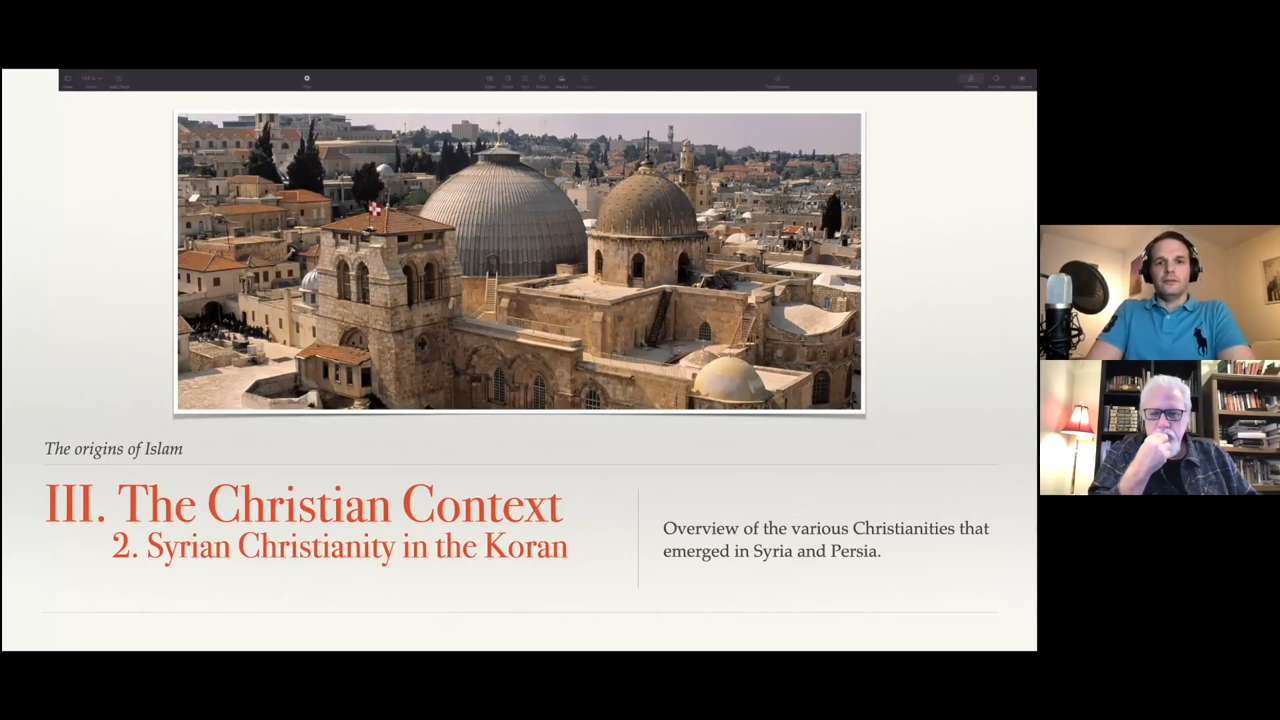 The origins of Islam
III. The Christian Context
2. Syrian Christianity in the Koran
Overview of the various Christianities that
emerged in Syria and Persia.